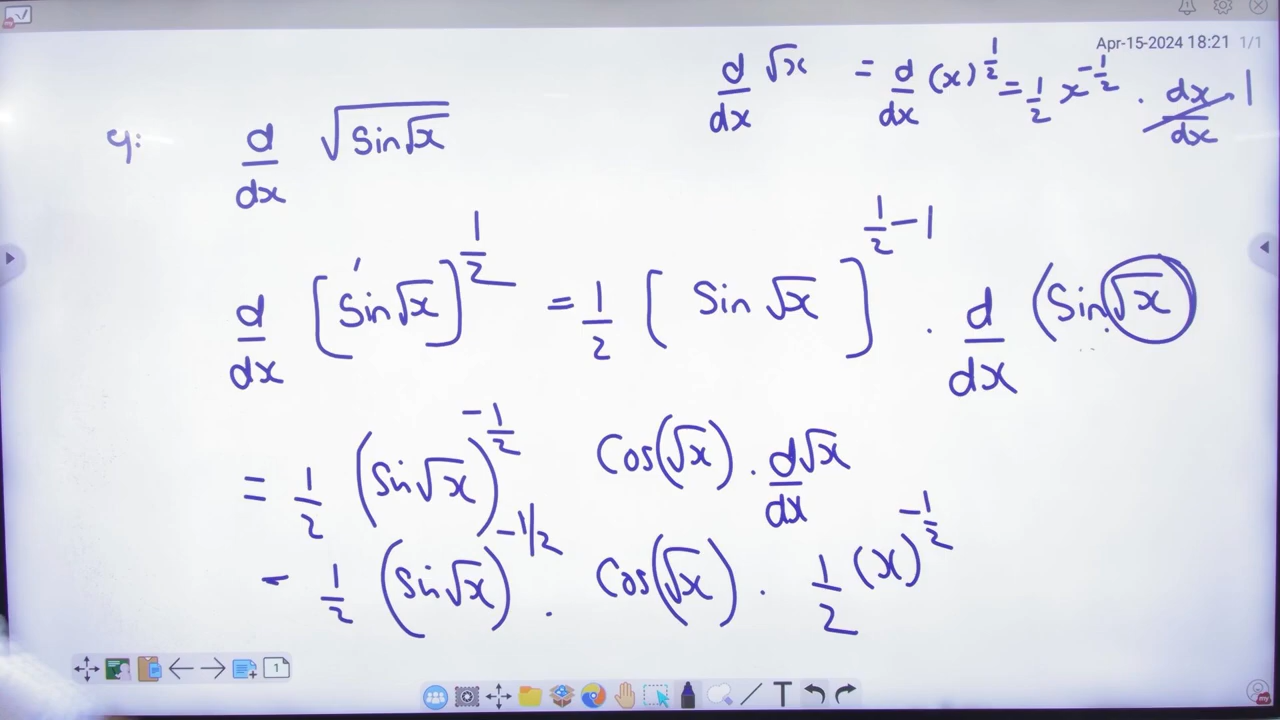 Apr-15-2024 18:21 1/1
d/dx √x = d/dx (x)^1/2 = 1/2 x^-1/2 . dx/dx 1
4: d/dx √(Sin√x)
d/dx [Sin√x]^1/2 = 1/2 [Sin √x]^1/2-1 . d/dx (Sin√x)
= 1/2 (Sin√x)^-1/2 Cos(√x) . d√x/dx
- 1/2 (Sin√x)^-1/2 . Cos(√x) . 1/2 (x)^-1/2
1
T